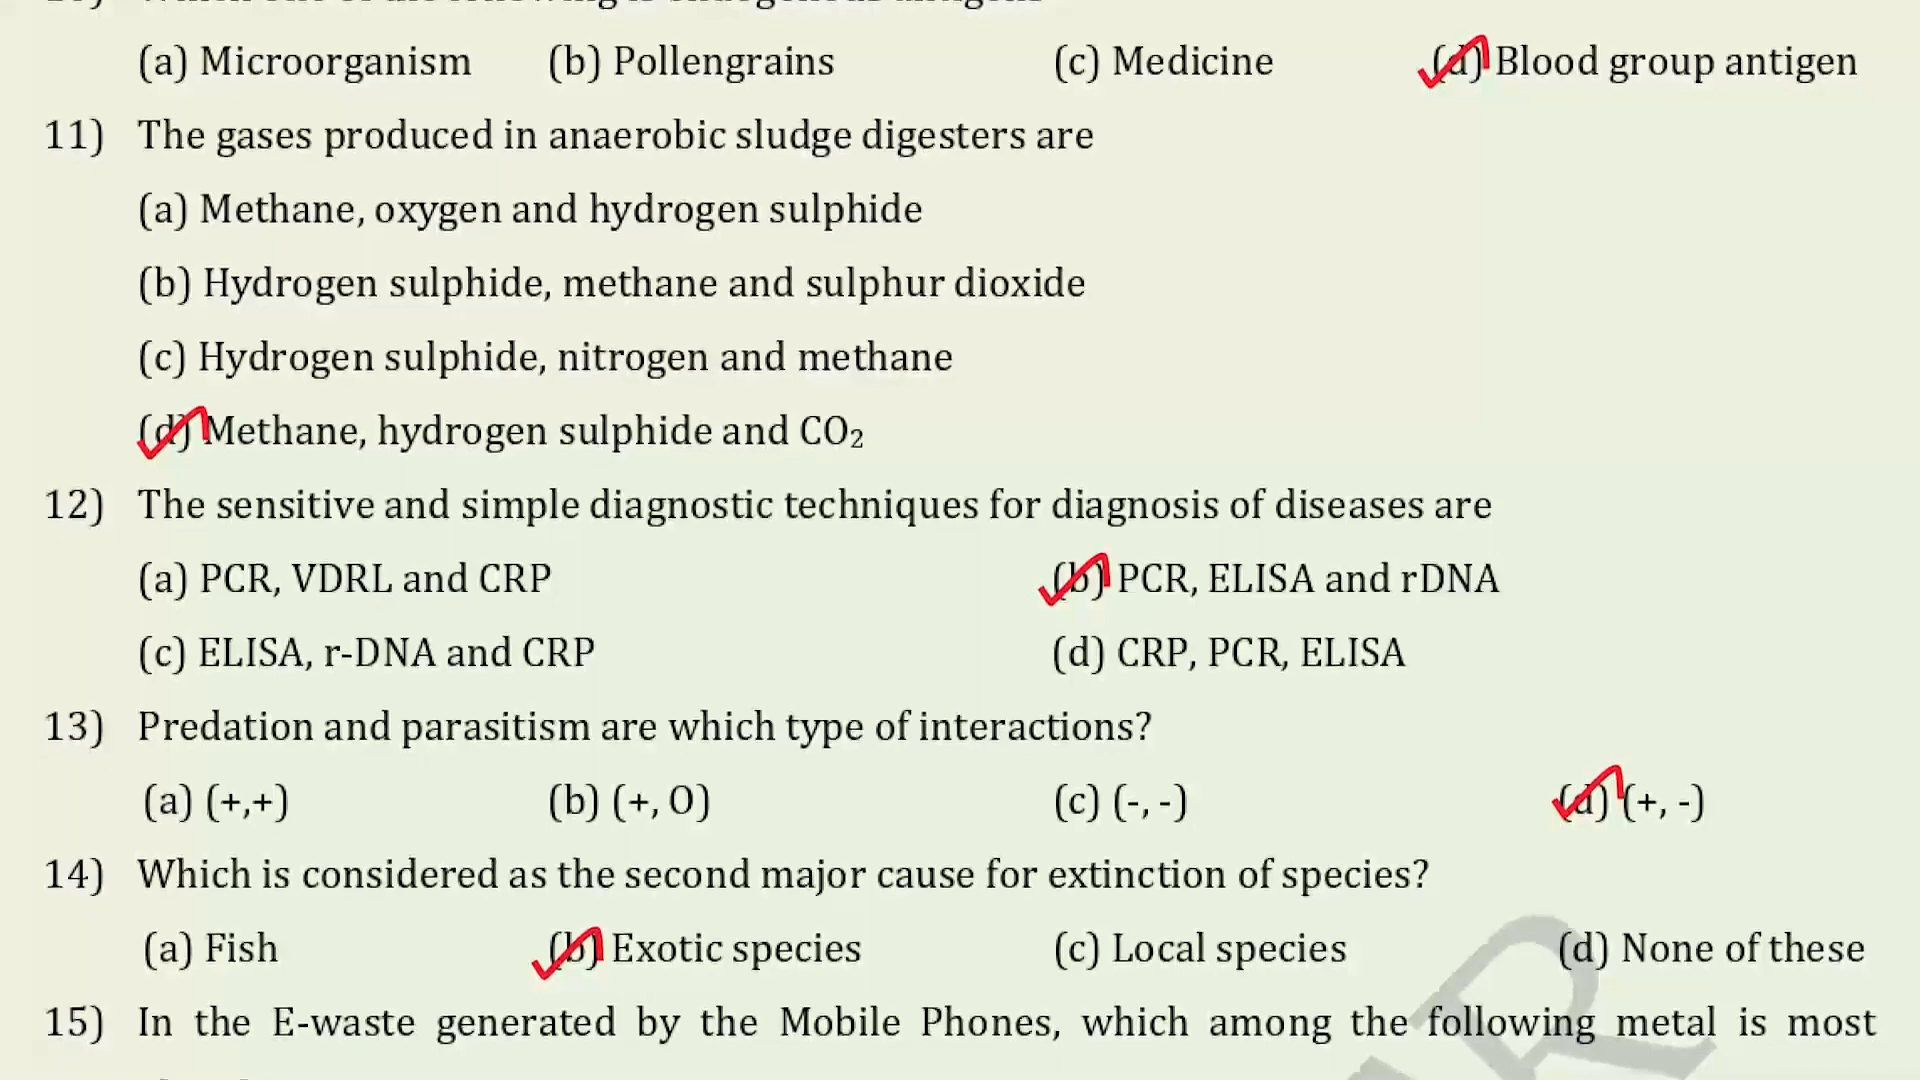 (a) Microorganism (b) Pollengrains (c) Medicine (d) Blood group antigen
11) The gases produced in anaerobic sludge digesters are
(a) Methane, oxygen and hydrogen sulphide
(b) Hydrogen sulphide, methane and sulphur dioxide
(c) Hydrogen sulphide, nitrogen and methane
(d) Methane, hydrogen sulphide and CO₂
12) The sensitive and simple diagnostic techniques for diagnosis of diseases are
(a) PCR, VDRL and CRP (b) PCR, ELISA and rDNA
(c) ELISA, r-DNA and CRP (d) CRP, PCR, ELISA
13) Predation and parasitism are which type of interactions?
(a) (+,+) (b) (+, O) (c) (-, -) (d) (+, -)
14) Which is considered as the second major cause for extinction of species?
(a) Fish (b) Exotic species (c) Local species (d) None of these
15) In the E-waste generated by the Mobile Phones, which among the following metal is most